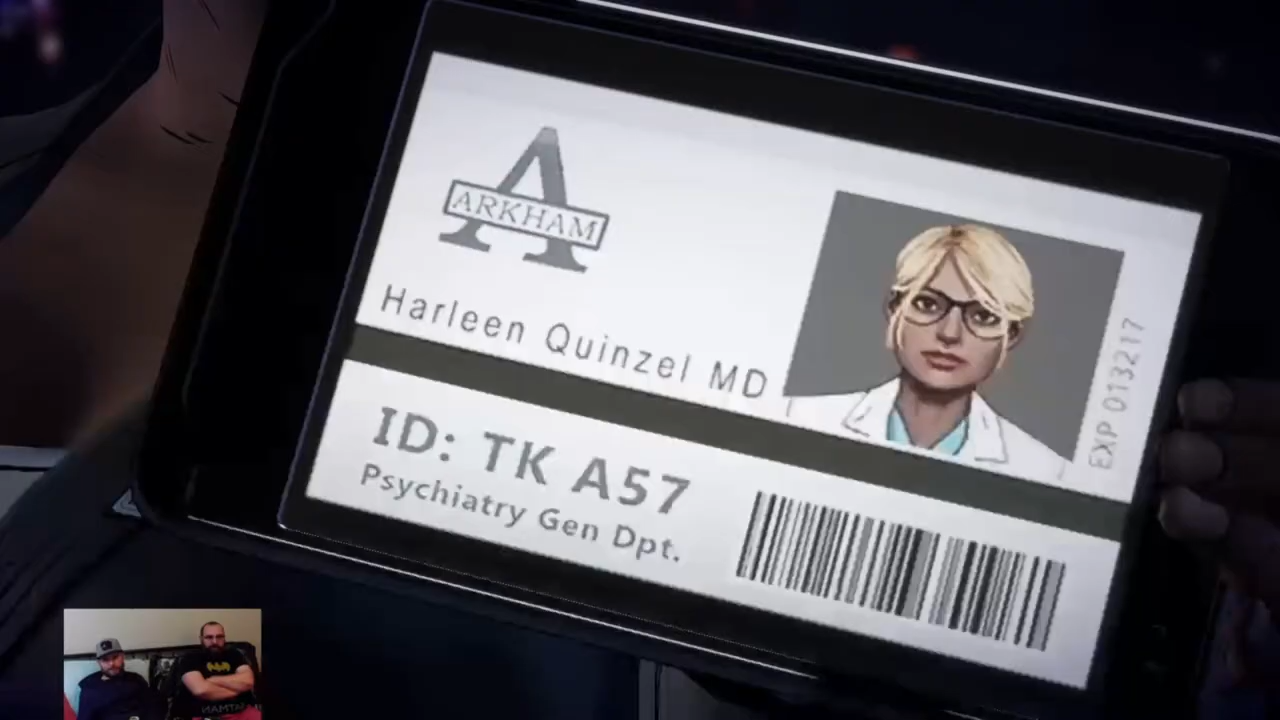 ARKHAM
Harleen Quinzel MD
EXP 013217
ID: TK A57
Psychiatry Gen Dpt.